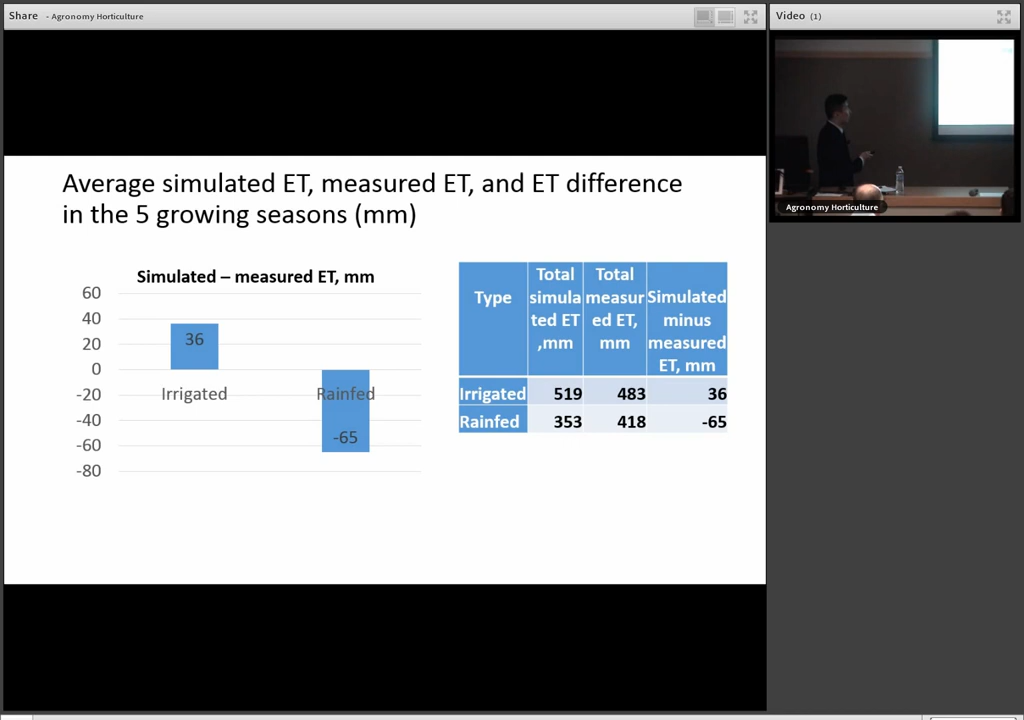 Share - Agronomy Horticulture
Video (1)
Agronomy Horticulture
Average simulated ET, measured ET, and ET difference
in the 5 growing seasons (mm)
Simulated – measured ET, mm
60
40
20
0
-20
-40
-60
-80
36
Irrigated
Rainfed
-65
Type
Total
simula
ted ET
,mm
Total
measur
ed ET,
mm
Simulated
minus
measured
ET, mm
Irrigated 519 483 36
Rainfed 353 418 -65